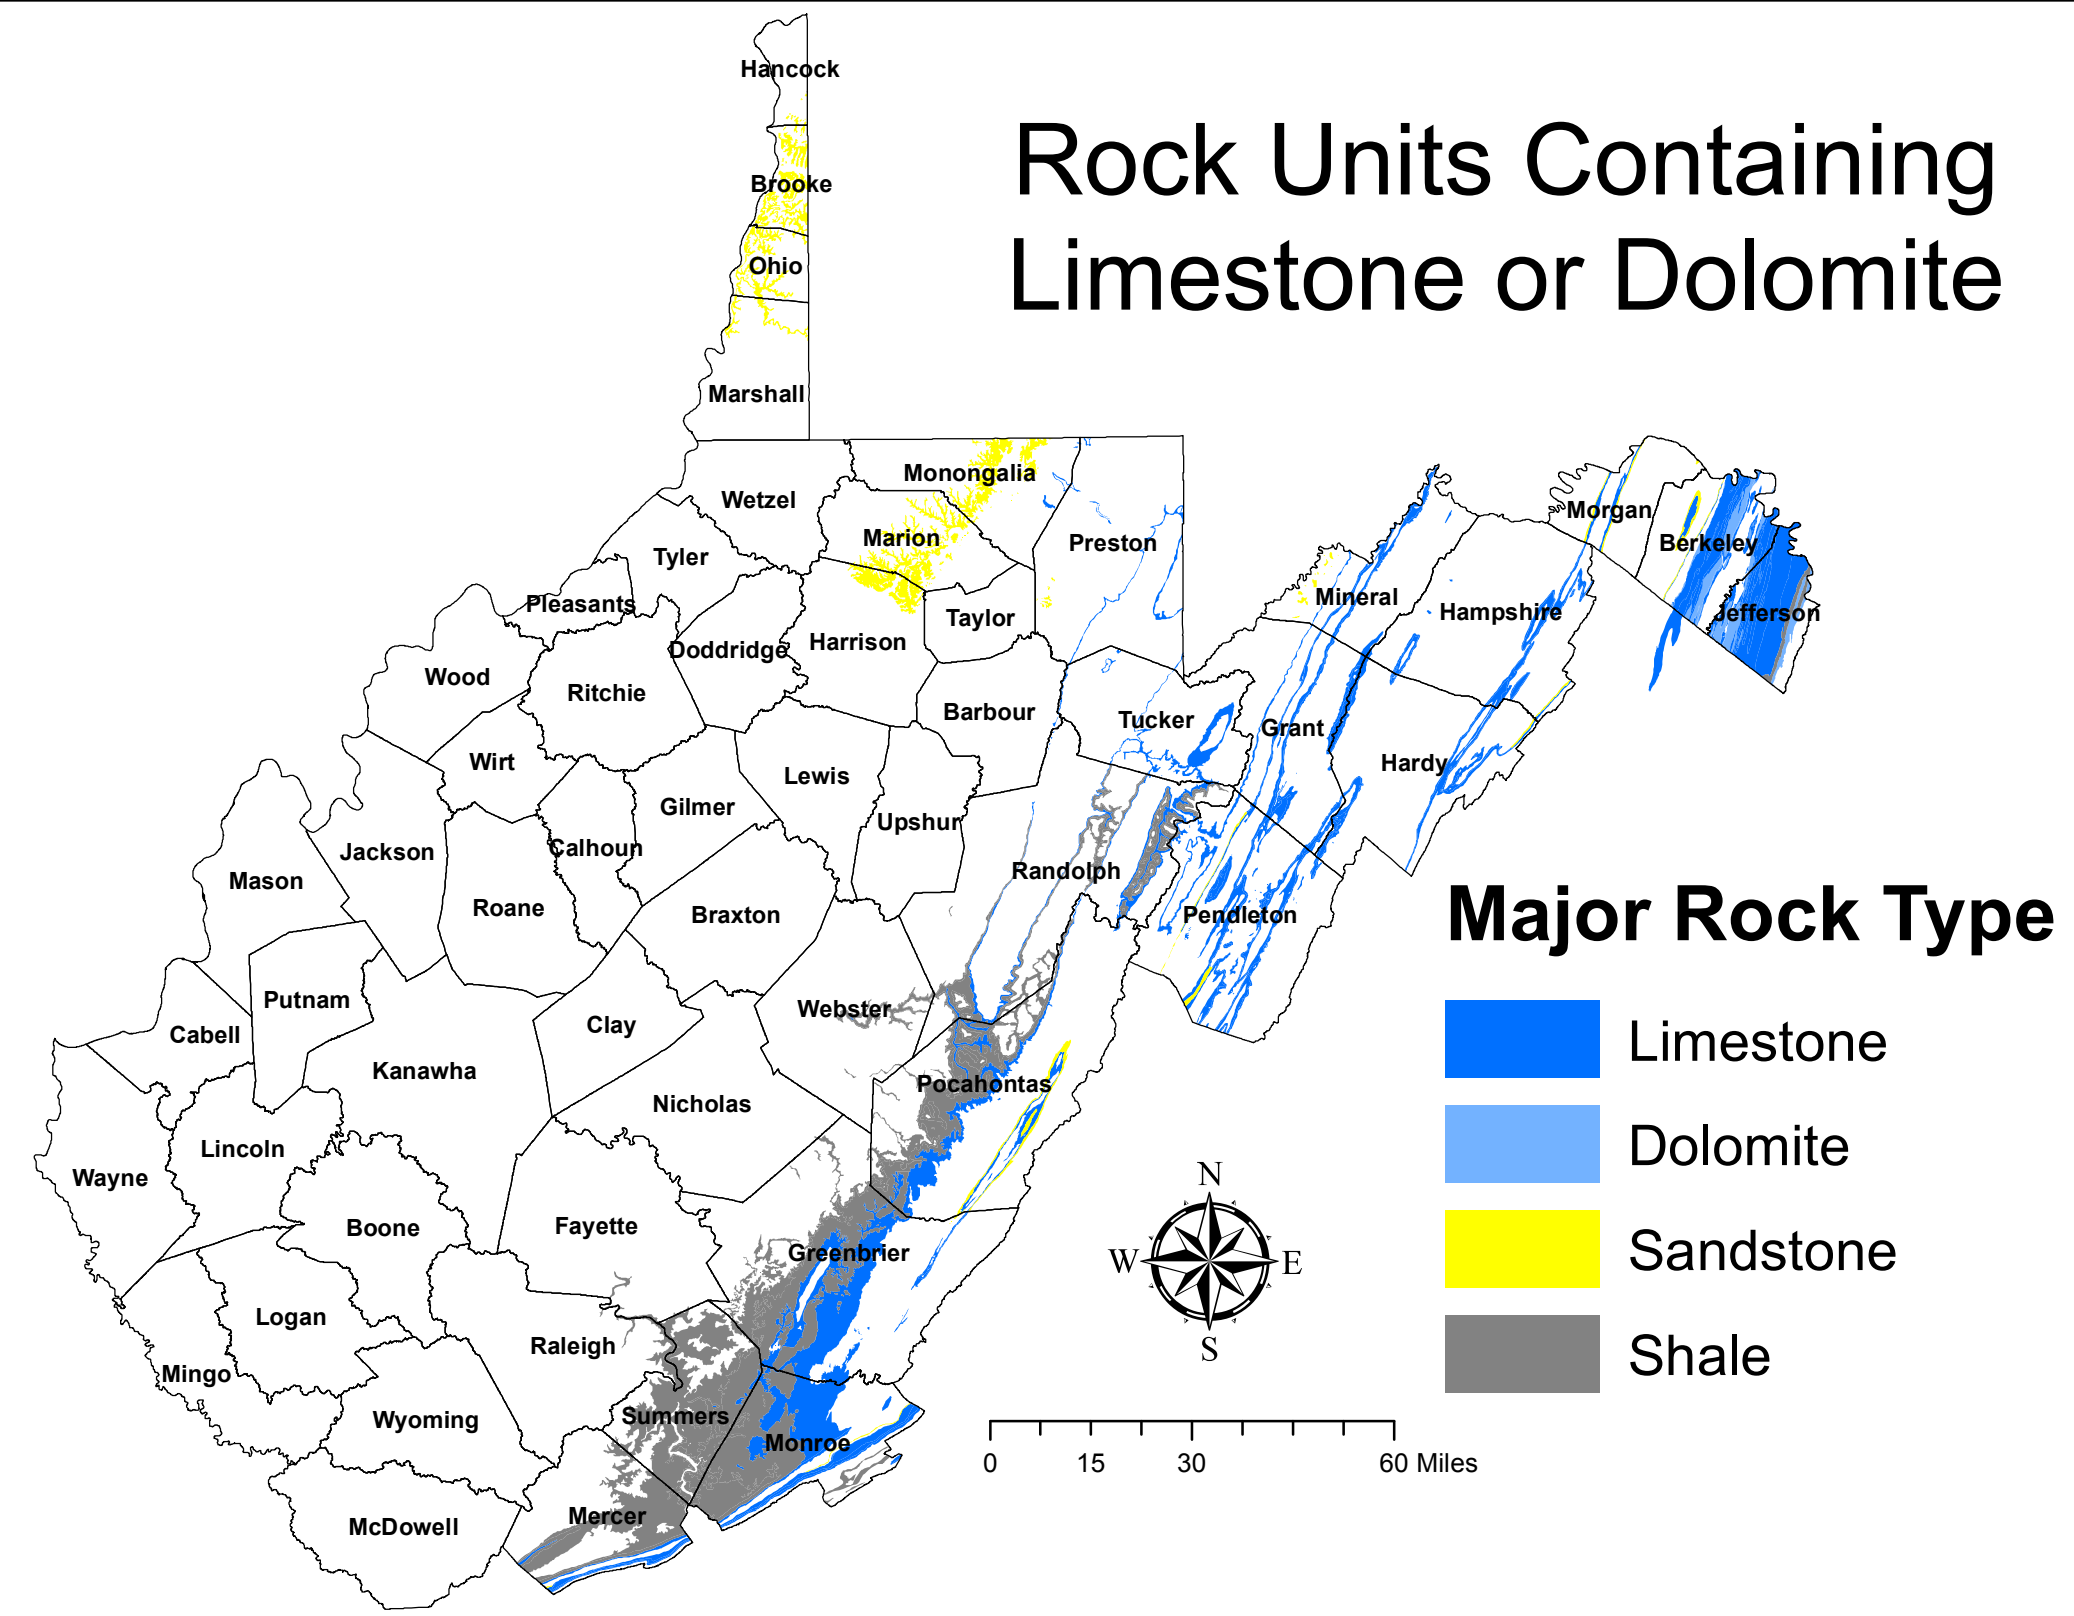 Rock Units Containing
Limestone or Dolomite
Hancock
Brooke
Ohio
Marshall
Monongalia
Wetzel
Morgan
Marion
Preston
Berkeley
Tyler
Mineral
Pleasants
Hampshire
Jefferson
Taylor
Harrison
Doddridge
Wood
Ritchie
Barbour
Tucker
Grant
Wirt
Hardy
Lewis
Gilmer
Upshur
Calhoun
Jackson
Randolph
Mason
Roane
Braxton
Pendleton
Putnam
Webster
Clay
Cabell
Kanawha
Pocahontas
Nicholas
Lincoln
Wayne
Fayette
Boone
Greenbrier
Logan
Raleigh
Mingo
Summers
Wyoming
Monroe
Mercer
McDowell
Major Rock Type
Limestone
Dolomite
Sandstone
Shale
N
W
E
S
0 15 30 60 Miles